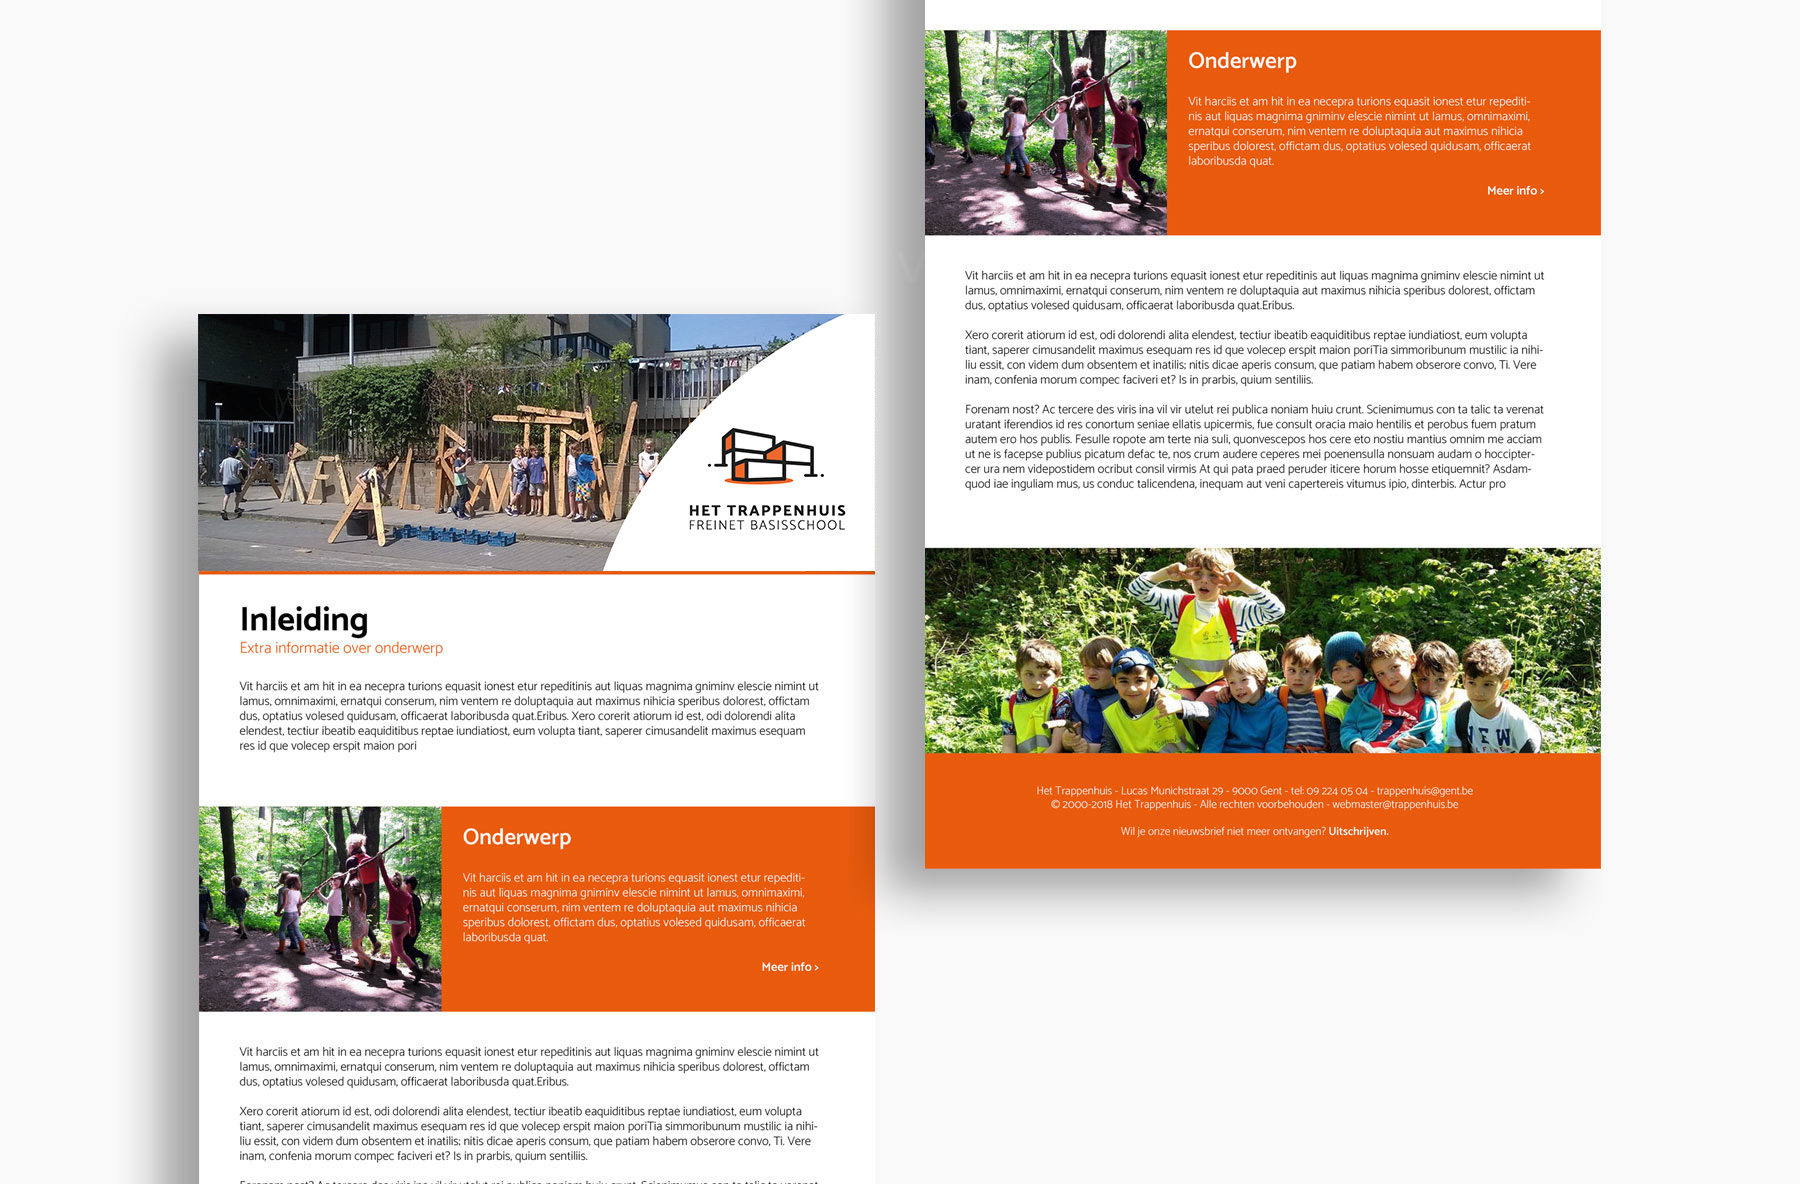 HET TRAPPENHUIS
FREINET BASISSCHOOL
Inleiding
Extra informatie over onderwerp
Vit harciis et am hit in ea necepra turions equasit ionest etur repeditinis aut liquas magnima gniminv elescie nimint ut
lamus, omnimaximi, ernatqui conserum, nim ventem re doluptaquia aut maximus nihicia speribus dolorest, offictam
dus, optatius volesed quidusam, officaerat laboribusda quat.Eribus. Xero corerit atiorum id est, odi dolorendi alita
elendest, tectiur ibeatib eaquiditibus reptae iundiatiost, eum volupta tiant, saperer cimusandelit maximus esequam
res id que volecep erspit maion pori
Onderwerp
Vit harciis et am hit in ea necepra turions equasit ionest etur repediti-
nis aut liquas magnima gniminv elescie nimint ut lamus, omnimaximi,
ernatqui conserum, nim ventem re doluptaquia aut maximus nihicia
speribus dolorest, offictam dus, optatius volesed quidusam, officaerat
laboribusda quat.
Meer info >
Vit harciis et am hit in ea necepra turions equasit ionest etur repeditinis aut liquas magnima gniminv elescie nimint ut
lamus, omnimaximi, ernatqui conserum, nim ventem re doluptaquia aut maximus nihicia speribus dolorest, offictam
dus, optatius volesed quidusam, officaerat laboribusda quat.Eribus.
Xero corerit atiorum id est, odi dolorendi alita elendest, tectiur ibeatib eaquiditibus reptae iundiatiost, eum volupta
tiant, saperer cimusandelit maximus esequam res id que volecep erspit maion poriTia simmoribunum mustilic ia nihi-
liu essit, con videm dum obsentem et inatilis; nitis dicae aperis consum, que patiam habem obserore convo, Ti. Vere
inam, confenia morum compec faciveri et? Is in prarbis, quium sentiliis.
Onderwerp
Vit harciis et am hit in ea necepra turions equasit ionest etur repediti-
nis aut liquas magnima gniminv elescie nimint ut lamus, omnimaximi,
ernatqui conserum, nim ventem re doluptaquia aut maximus nihicia
speribus dolorest, offictam dus, optatius volesed quidusam, officaerat
laboribusda quat.
Meer info >
Vit harciis et am hit in ea necepra turions equasit ionest etur repeditinis aut liquas magnima gniminv elescie nimint ut
lamus, omnimaximi, ernatqui conserum, nim ventem re doluptaquia aut maximus nihicia speribus dolorest, offictam
dus, optatius volesed quidusam, officaerat laboribusda quat.Eribus.
Xero corerit atiorum id est, odi dolorendi alita elendest, tectiur ibeatib eaquiditibus reptae iundiatiost, eum volupta
tiant, saperer cimusandelit maximus esequam res id que volecep erspit maion poriTia simmoribunum mustilic ia nihi-
liu essit, con videm dum obsentem et inatilis; nitis dicae aperis consum, que patiam habem obserore convo, Ti. Vere
inam, confenia morum compec faciveri et? Is in prarbis, quium sentiliis.
Forenam nost? Ac tercere des viris ina vil vir utelut rei publica noniam huiu crunt. Scienimumus con ta talic ta verenat
uratant iferendios id res conortum seniae ellatis upicermis, fue consult oracia maio hentilis et perobus fuem pratum
autem ero hos publis. Fesulle ropote am terte nia suli, quonvescepos hos cere eto nostiu mantius omnim me acciam
ut ne is facepse publius picatum defac te, nos crum audere ceperes mei poenensulla nonsuam audam o hoccipter-
cer ura nem videpostidem ocribut consil virmis At qui pata praed peruder iticere horum hosse etiquemnit? Asdam-
quod iae inguliam mus, us conduc talicendena, inequam aut veni capertereis vitumus ipio, dinterbis. Actur pro
NEW
Het Trappenhuis - Lucas Munichstraat 29 - 9000 Gent - tel: 09 224 05 04 - trappenhuis@gent.be
© 2000-2018 Het Trappenhuis - Alle rechten voorbehouden - webmaster@trappenhuis.be
Wil je onze nieuwsbrief niet meer ontvangen? Uitschrijven.